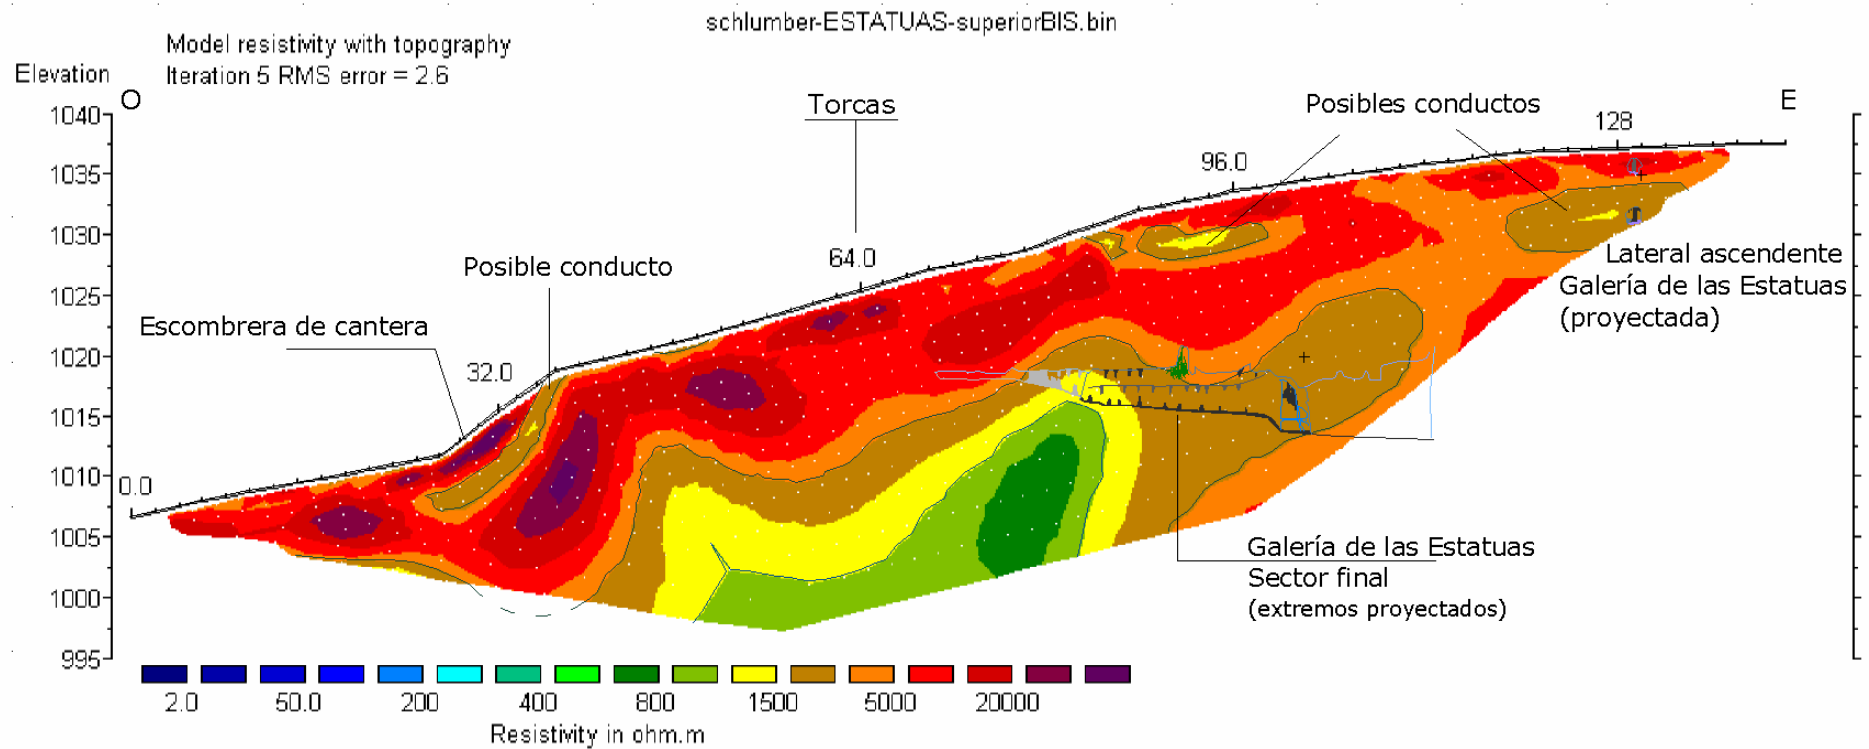 schlumber-ESTATUAS-superiorBIS.bin
Model resistivity with topography
Iteration 5 RMS error = 2.6
Elevation
O
Torcas
Posibles conductos
E
1040
1035
1030
1025
1020
1015
1010
1005
1000
995
128
96.0
64.0
32.0
0.0
Posible conducto
Escombrera de cantera
Lateral ascendente
Galería de las Estatuas
(proyectada)
Galería de las Estatuas
Sector final
(extremos proyectados)
2.0 50.0 200 400 800 1500 5000 20000
Resistivity in ohm.m